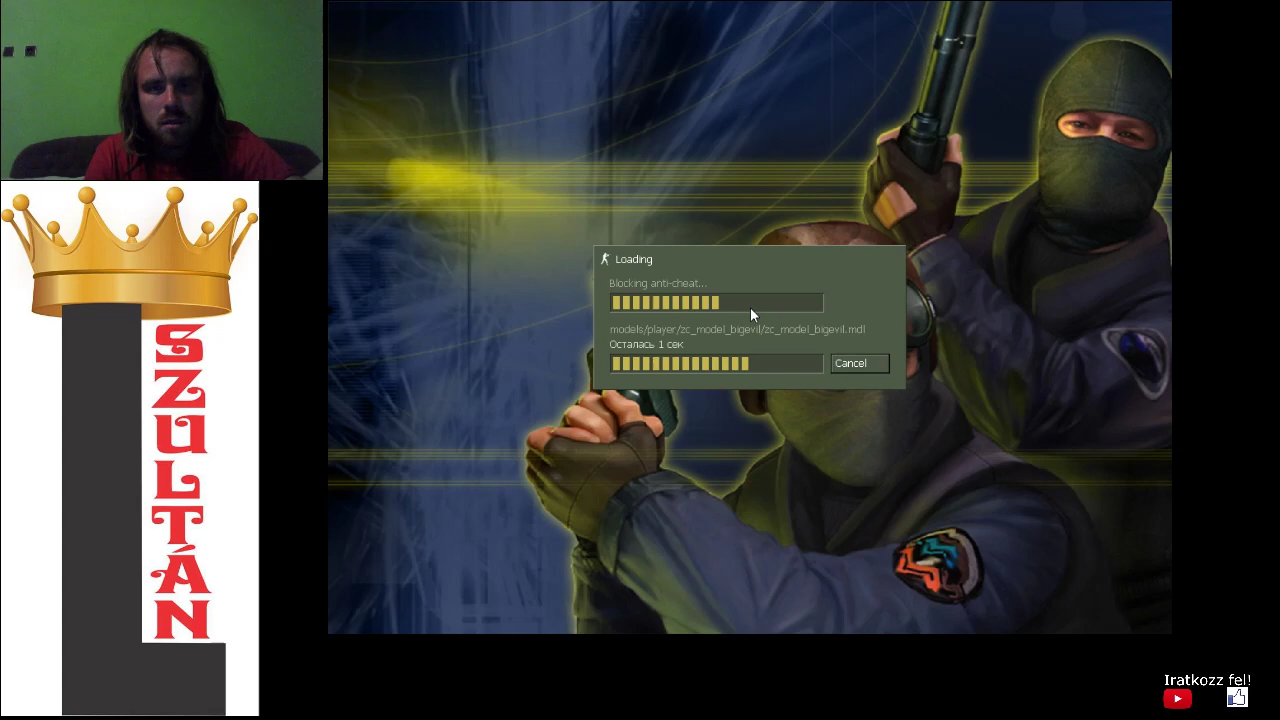 L
SZULTÁN
Loading
Blocking anti-cheat...
models/player/zc_model_bigevil/zc_model_bigevil.mdl
Осталась 1 сек
Cancel
Iratkozz fel!